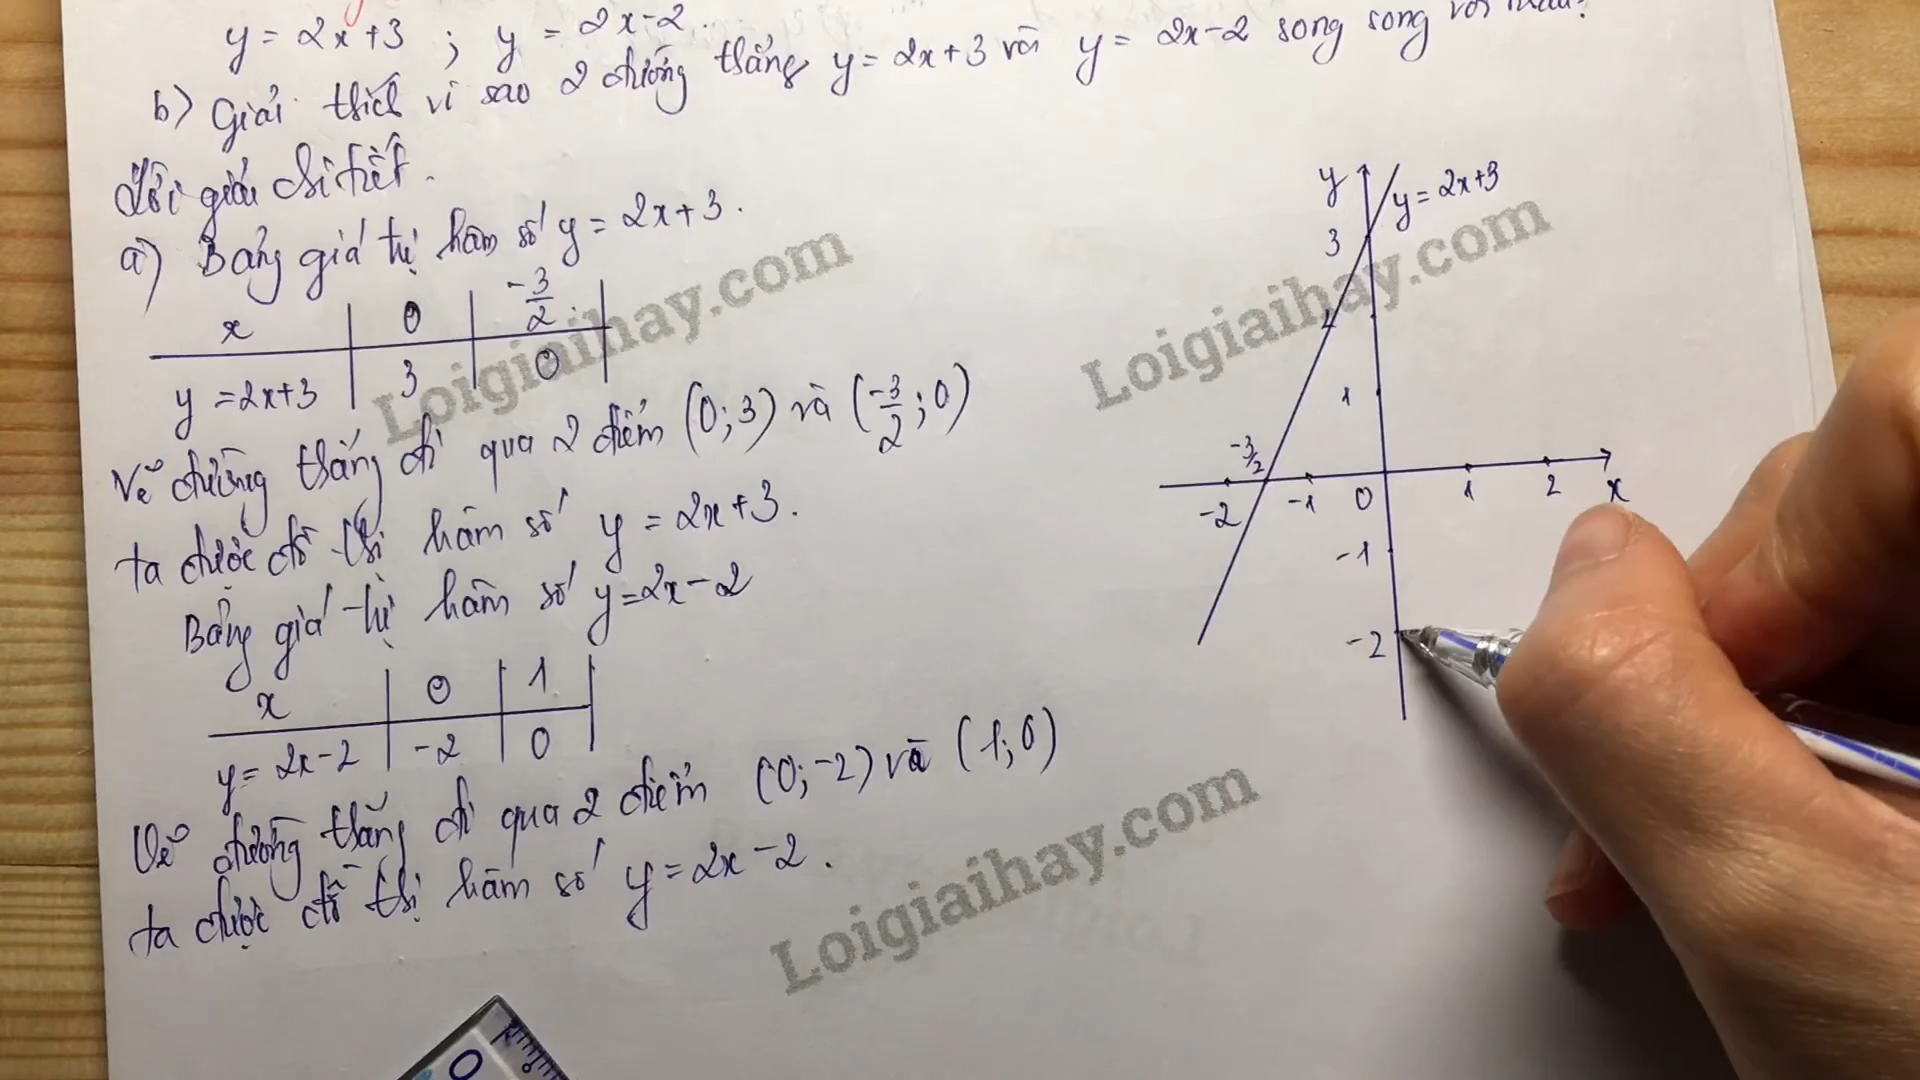 y = 2x+3 ; y = 2x-2.
b) Giải thích vì sao 2 đường thẳng y = 2x+3 và y = 2x-2 song song với nhau?
Lời giải chi tiết.
a) Bảng giá trị hàm số y = 2x+3.
x | 0 | -3/2
y = 2x+3 | 3 | 0
Vẽ đường thẳng đi qua 2 điểm (0;3) và (-3/2;0)
ta được đồ thị hàm số y = 2x+3.
Bảng giá trị hàm số y = 2x-2
x | 0 | 1
y = 2x-2 | -2 | 0
Vẽ đường thẳng đi qua 2 điểm (0;-2) và (1;0)
ta được đồ thị hàm số y = 2x-2.
y
y = 2x+3
3
1
-3/2
-2 -1 0 1 2 x
-1
-2
Loigiaihay.com
Loigiaihay.com
Loigiaihay.com
0